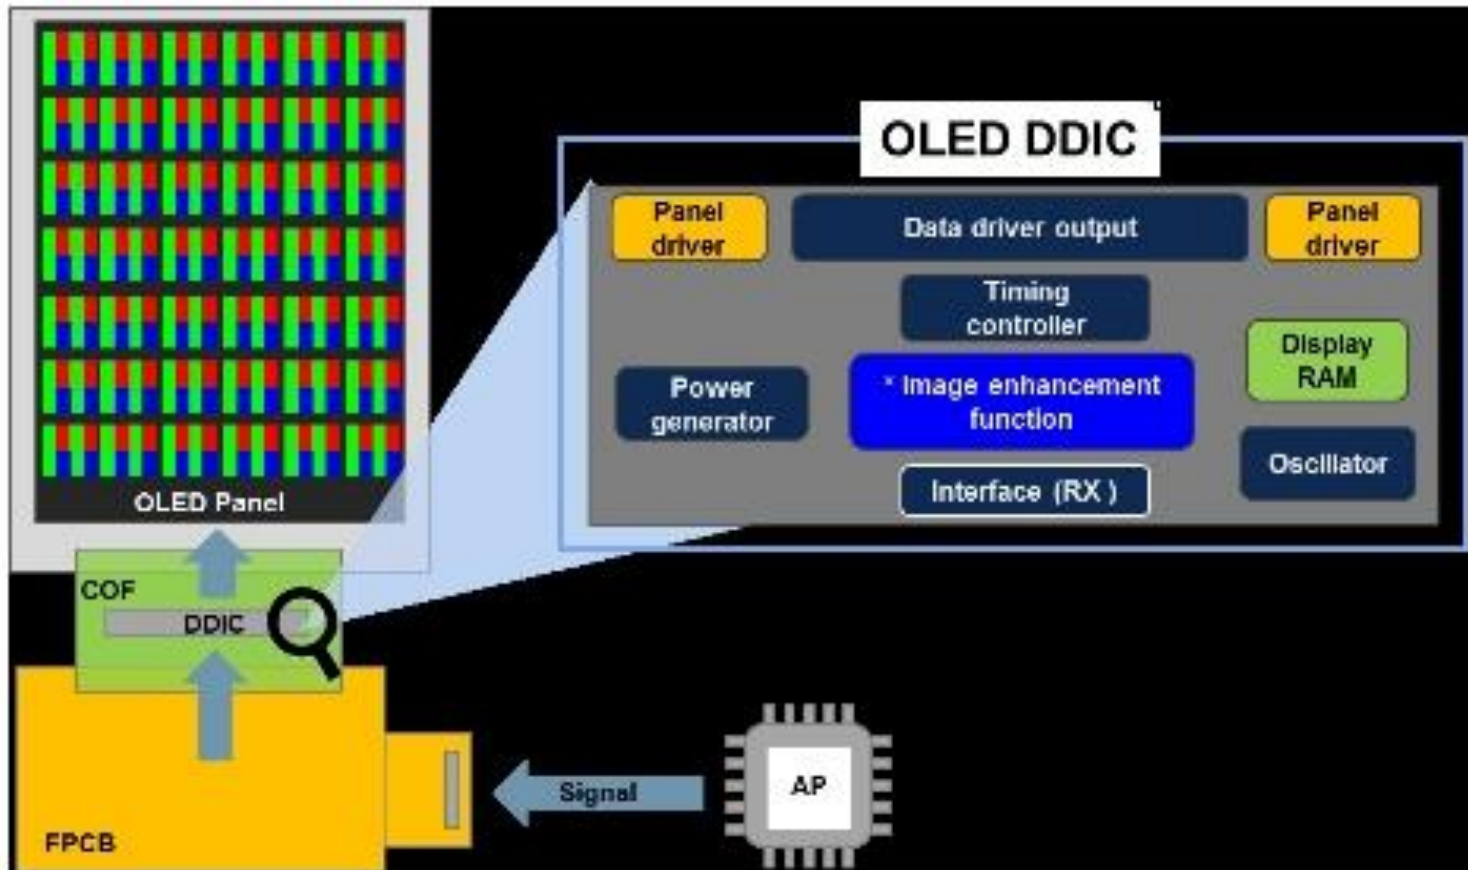 OLED DDIC
Panel
driver
Data driver output
Panel
driver
Timing
controller
Display
RAM
Power
generator
* Image enhancement
function
Oscillator
Interface (RX )
OLED Panel
COF
DDIC
Signal
AP
FPCB